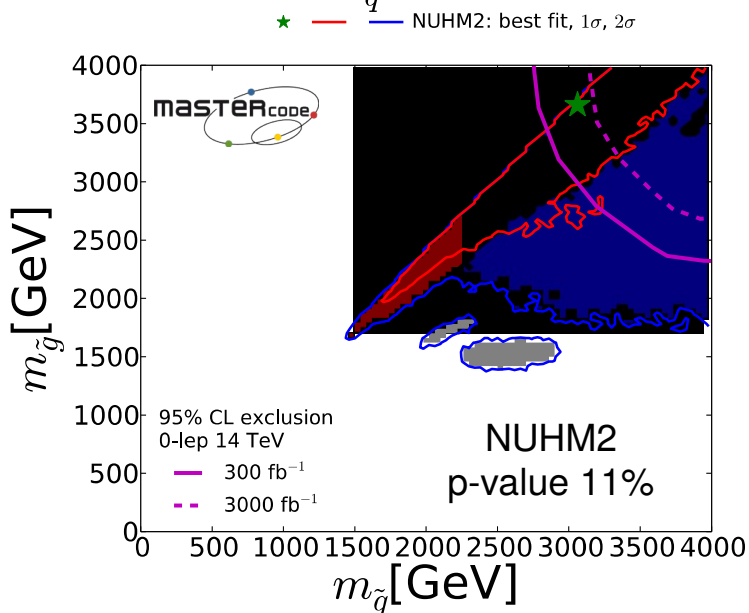 q
NUHM2: best fit, 1σ, 2σ
4000
3500
3000
2500
2000
1500
1000
500
0
m_g̃ [GeV]
masterCODE
95% CL exclusion
0-lep 14 TeV
300 fb⁻¹
3000 fb⁻¹
NUHM2
p-value 11%
0 500 1000 1500 2000 2500 3000 3500 4000
m_q̃ [GeV]